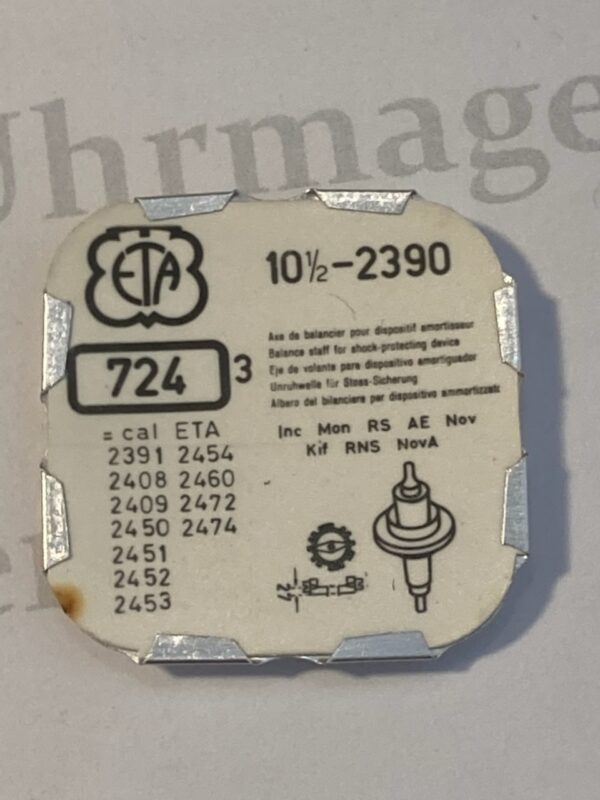 Uhrmage
ETA
10½-2390
724 3
Axe de balancier pour dispositif amortisseur
Balance staff for shock-protecting device
Eje de volante para dispositivo amortiguador
Unruhwelle für Stoss-Sicherung
Albero del bilanciere per dispositivo ammortizzat
Inc Mon RS AE Nov
Kif RNS NovA
= cal ETA
2391 2454
2408 2460
2409 2472
2450 2474
2451
2452
2453
27